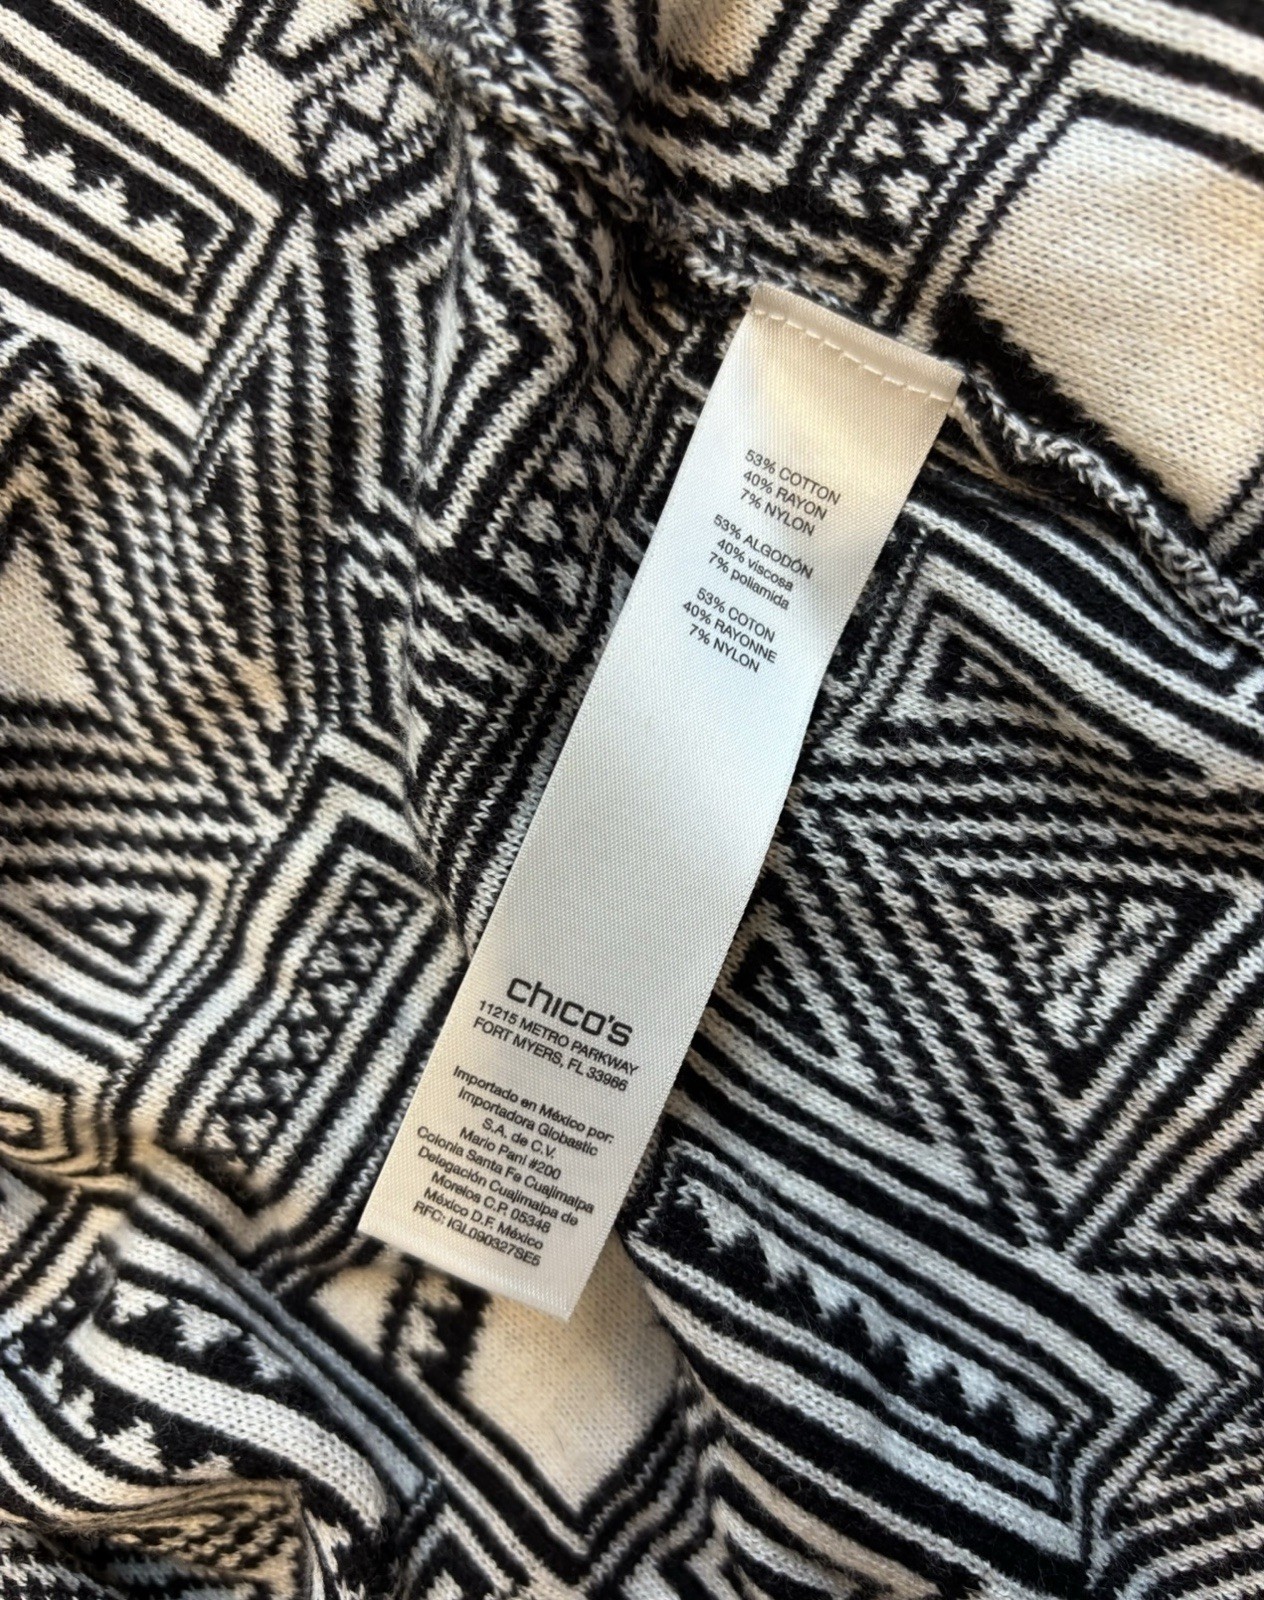 53% COTTON
40% RAYON
7% NYLON
53% ALGODÓN
40% viscosa
7% poliamida
53% COTON
40% RAYONNE
7% NYLON
chico's
11215 METRO PARKWAY
FORT MYERS, FL 33966
Importado en México por:
Importadora Globastic
S.A. de C.V.
Mario Pani #200
Colonia Santa Fe Cuajimalpa
Delegación Cuajimalpa de
Morelos C.P. 05348
México D.F. México
RFC: IGL090327SE5